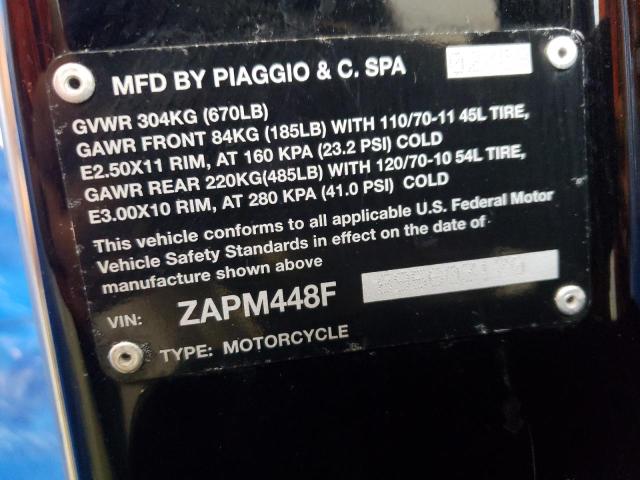 MFD BY PIAGGIO & C. SPA
GVWR 304KG (670LB)
GAWR FRONT 84KG (185LB) WITH 110/70-11 45L TIRE,
E2.50X11 RIM, AT 160 KPA (23.2 PSI) COLD
GAWR REAR 220KG(485LB) WITH 120/70-10 54L TIRE,
E3.00X10 RIM, AT 280 KPA (41.0 PSI) COLD
This vehicle conforms to all applicable U.S. Federal Motor
Vehicle Safety Standards in effect on the date of
manufacture shown above
VIN: ZAPM448F
TYPE: MOTORCYCLE